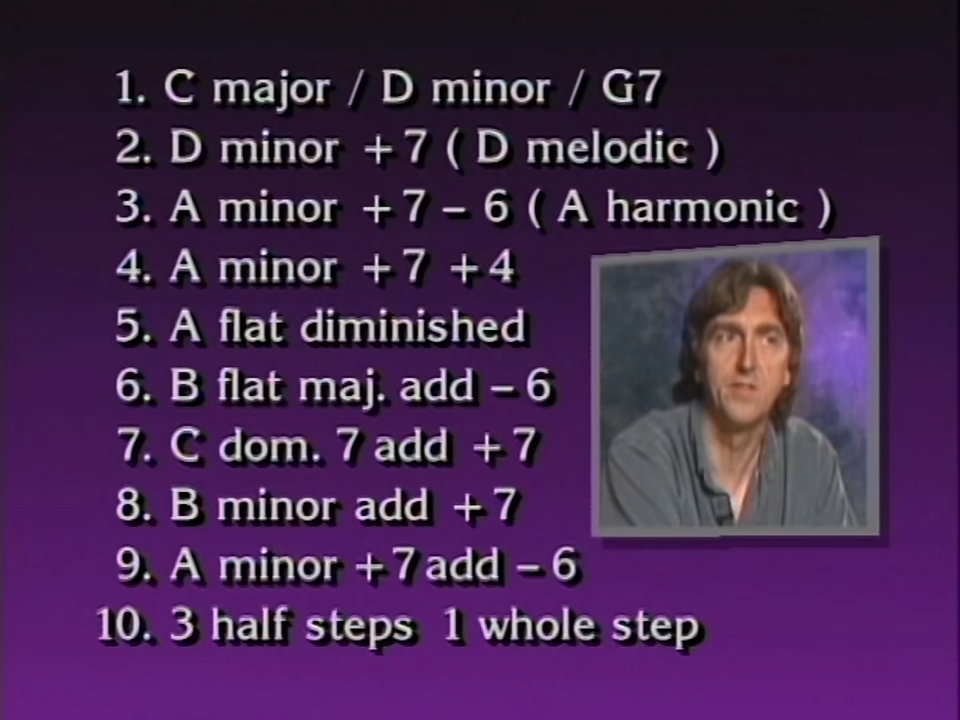 1. C major / D minor / G7
2. D minor +7 ( D melodic )
3. A minor +7 – 6 ( A harmonic )
4. A minor +7 +4
5. A flat diminished
6. B flat maj. add – 6
7. C dom. 7 add +7
8. B minor add +7
9. A minor +7 add – 6
10. 3 half steps 1 whole step